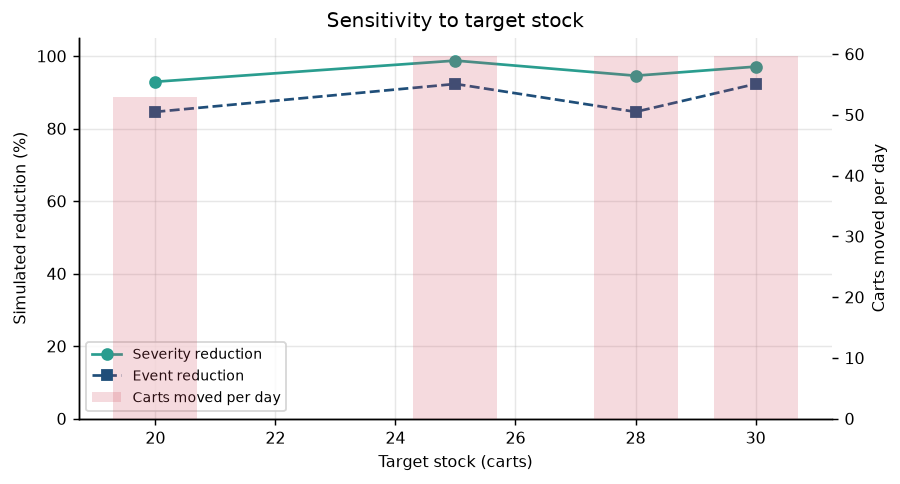 Sensitivity to target stock
100
80
60
40
20
0
Simulated reduction (%)
60
50
40
30
20
10
0
Carts moved per day
Severity reduction
Event reduction
Carts moved per day
20 22 24 26 28 30
Target stock (carts)